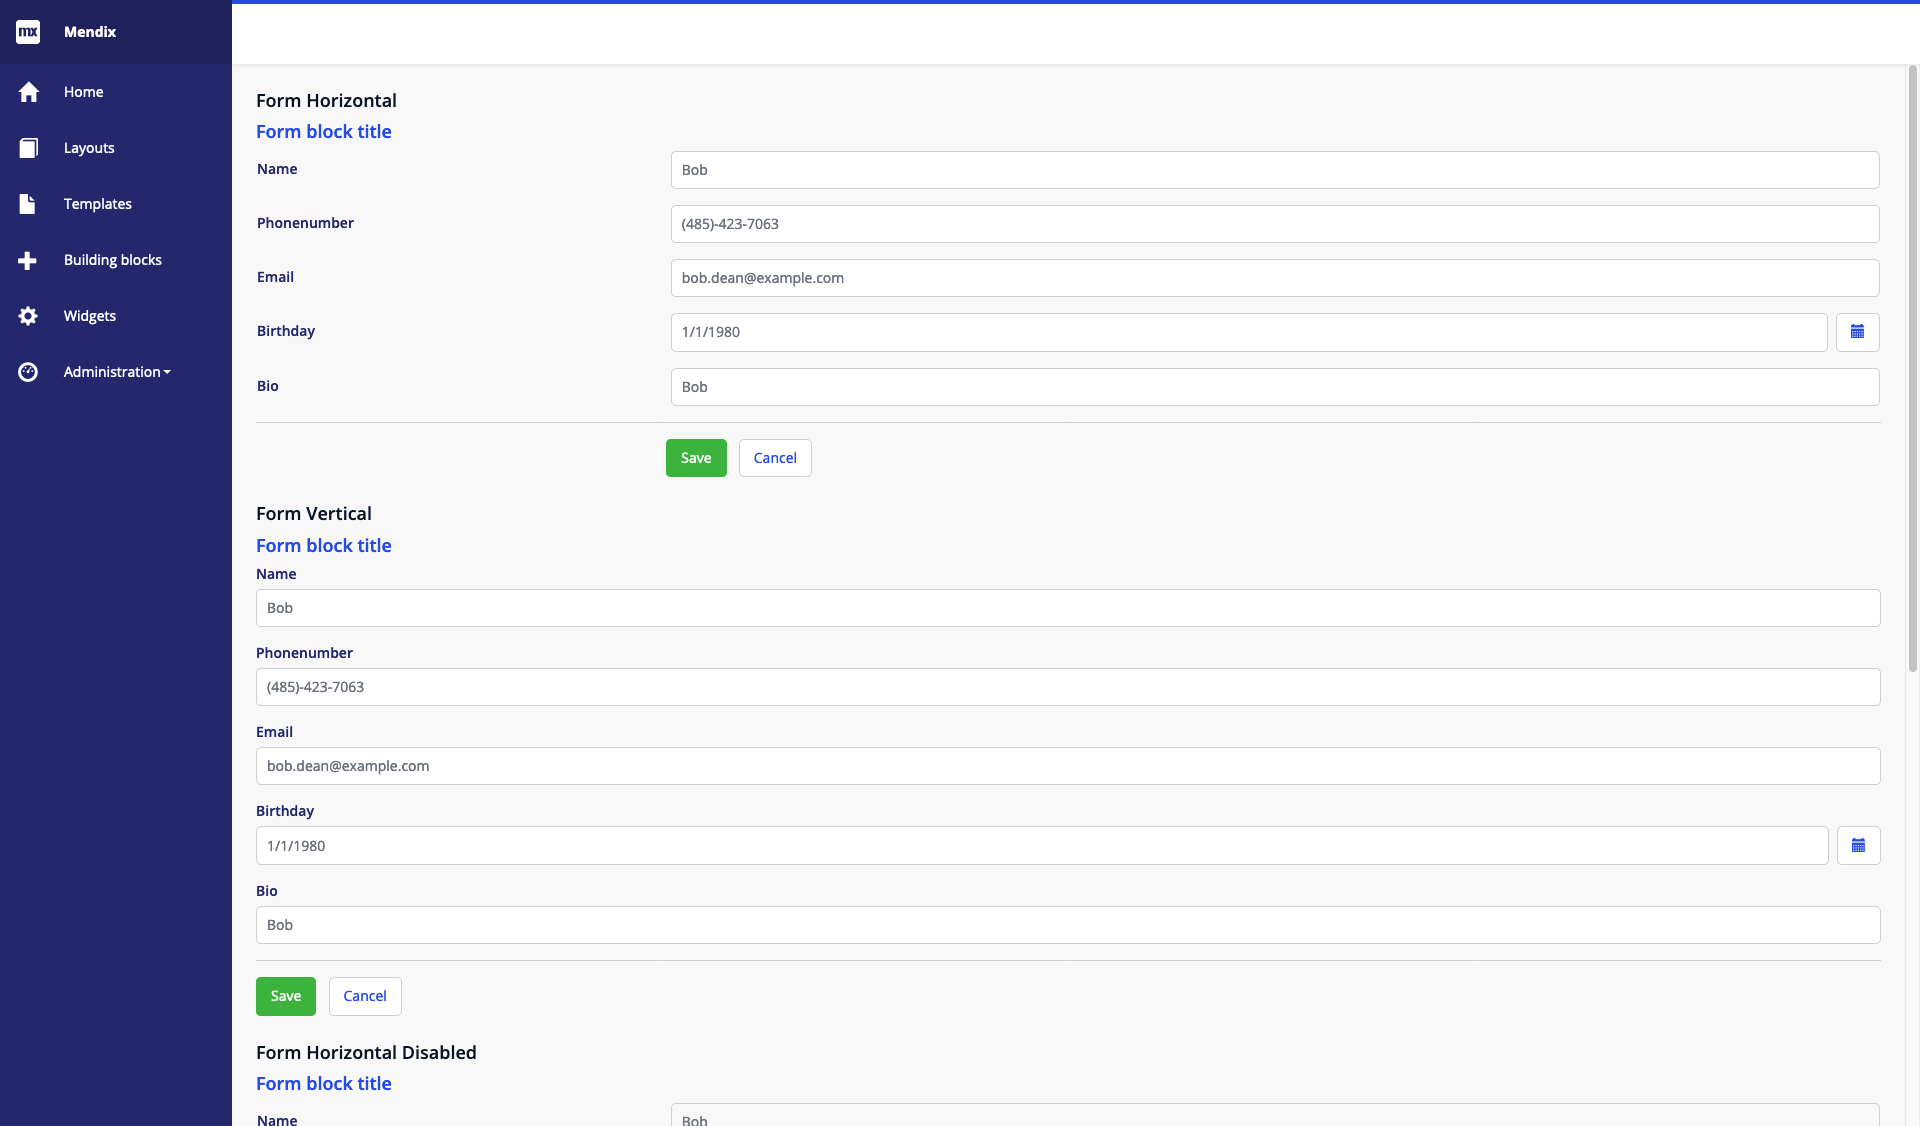 mx Mendix
Home
Layouts
Templates
Building blocks
Widgets
Administration
Form Horizontal
Form block title
Name Bob
Phonenumber (485)-423-7063
Email bob.dean@example.com
Birthday 1/1/1980
Bio Bob
Save Cancel
Form Vertical
Form block title
Name
Bob
Phonenumber
(485)-423-7063
Email
bob.dean@example.com
Birthday
1/1/1980
Bio
Bob
Save Cancel
Form Horizontal Disabled
Form block title
Name Bob